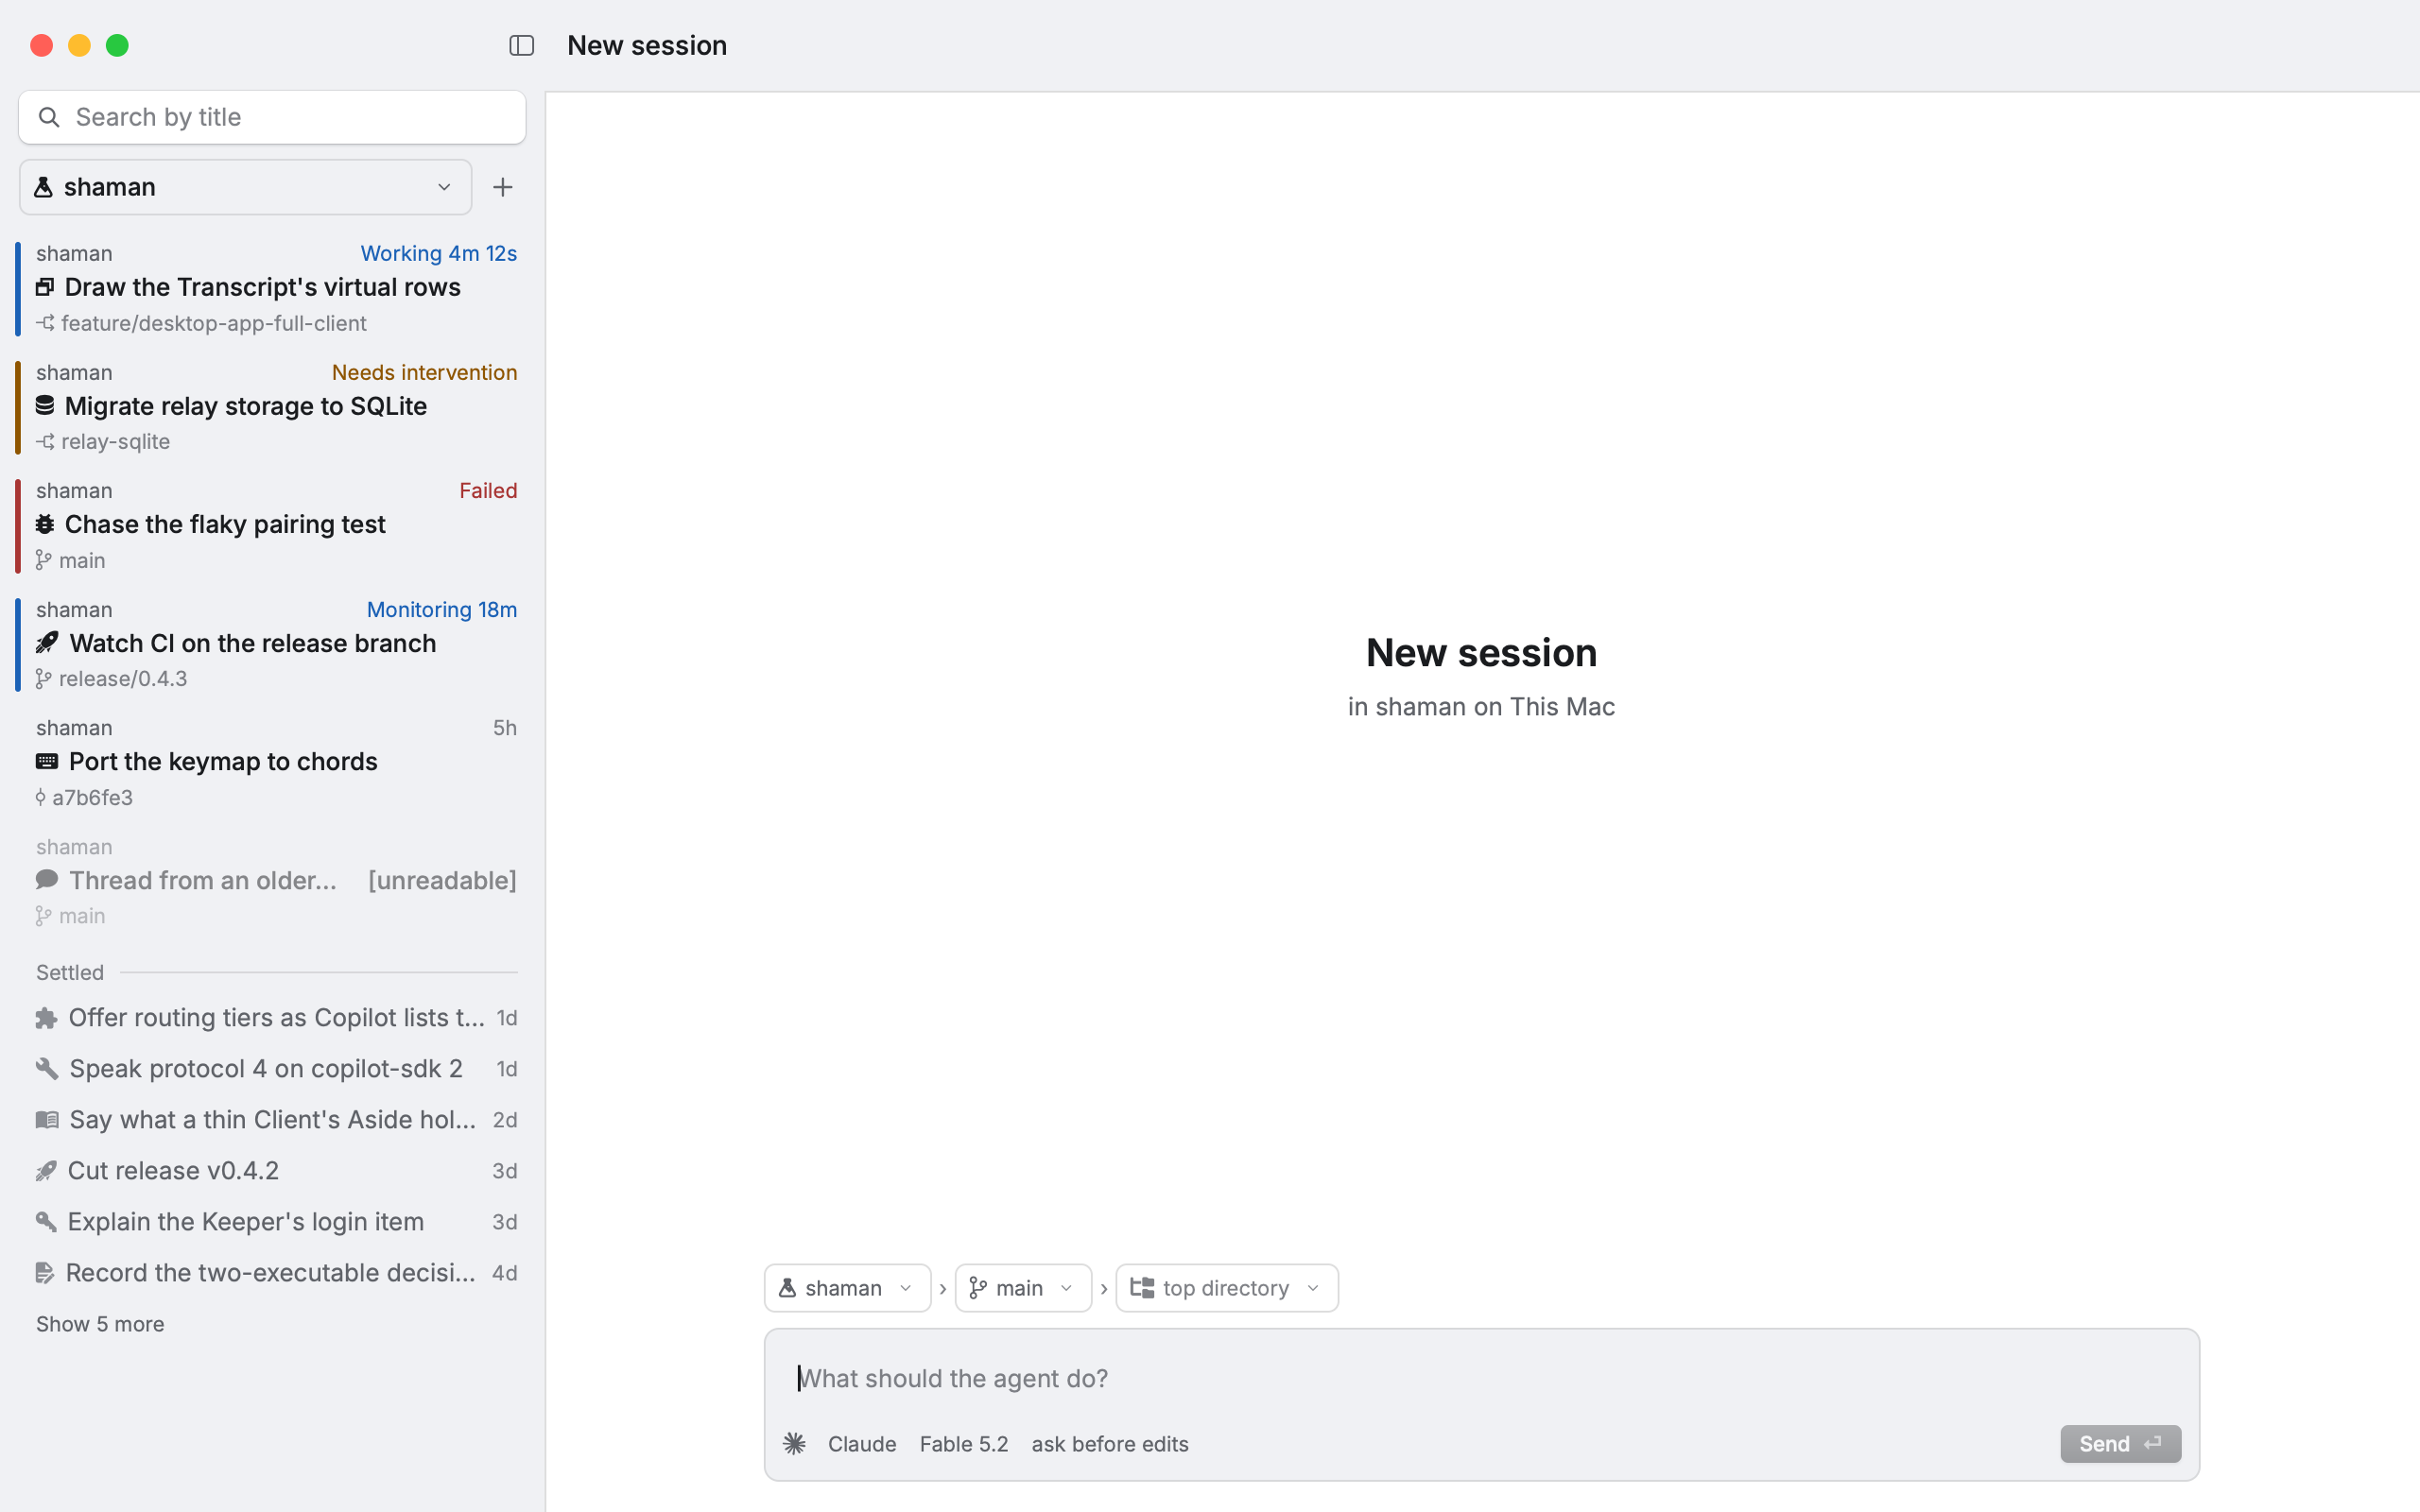 New session
Search by title
shaman
shaman Working 4m 12s
Draw the Transcript's virtual rows
feature/desktop-app-full-client
shaman Needs intervention
Migrate relay storage to SQLite
relay-sqlite
shaman Failed
Chase the flaky pairing test
main
shaman Monitoring 18m
Watch CI on the release branch
release/0.4.3
shaman 5h
Port the keymap to chords
a7b6fe3
shaman
Thread from an older... [unreadable]
main
Settled
Offer routing tiers as Copilot lists t... 1d
Speak protocol 4 on copilot-sdk 2 1d
Say what a thin Client's Aside hol... 2d
Cut release v0.4.2 3d
Explain the Keeper's login item 3d
Record the two-executable decisi... 4d
Show 5 more
New session
in shaman on This Mac
shaman › main › top directory
What should the agent do?
Claude Fable 5.2 ask before edits
Send